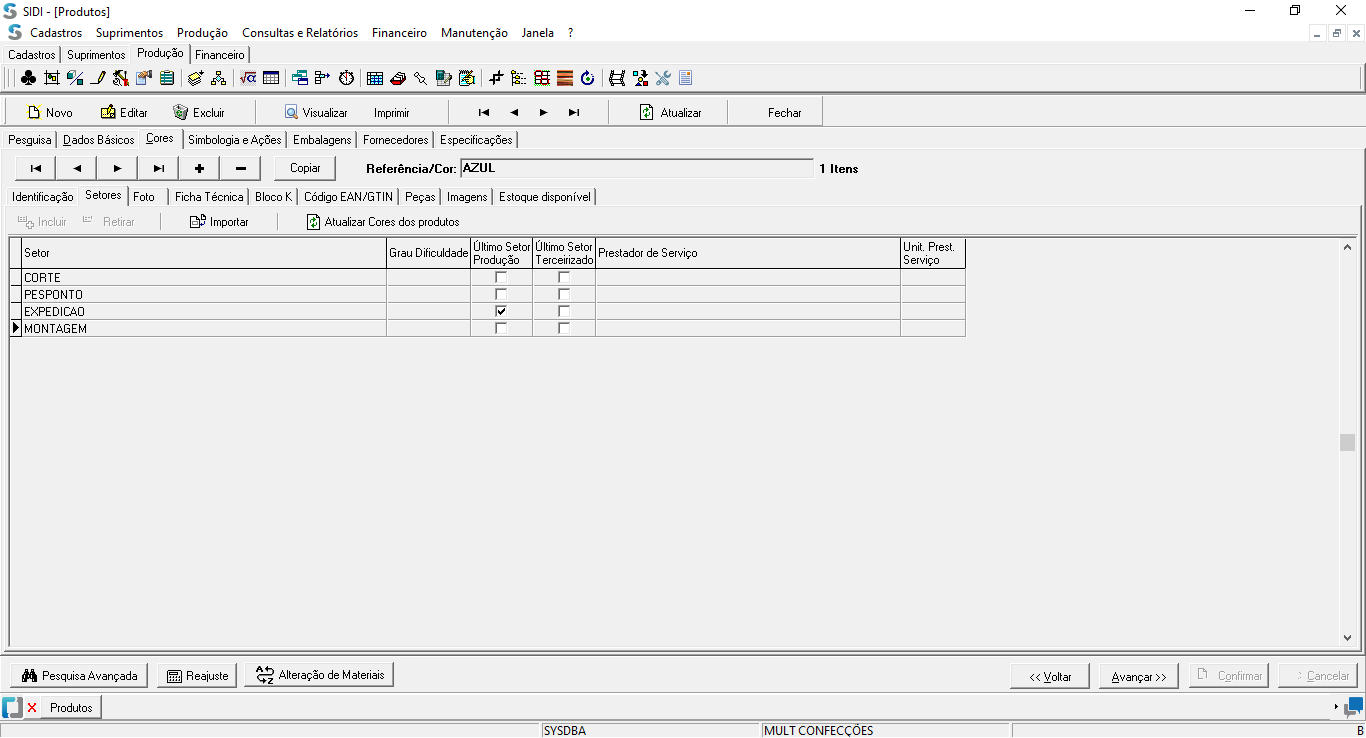 SIDI - [Produtos]
Cadastros Suprimentos Produção Consultas e Relatórios Financeiro Manutenção Janela ?
Cadastros Suprimentos Produção Financeiro
Novo Editar Excluir Visualizar Imprimir Atualizar Fechar
Pesquisa Dados Básicos Cores Simbologia e Ações Embalagens Fornecedores Especificações
Copiar Referência/Cor: AZUL 1 Itens
Identificação Setores Foto Ficha Técnica Bloco K Código EAN/GTIN Peças Imagens Estoque disponível
Incluir Retirar Importar Atualizar Cores dos produtos
Setor Grau Dificuldade Último Setor Produção Último Setor Terceirizado Prestador de Serviço Unit. Prest. Serviço
CORTE
PESPONTO
EXPEDICAO
MONTAGEM
Pesquisa Avançada Reajuste Alteração de Materiais << Voltar Avançar >> Confirmar Cancelar
Produtos
SYSDBA MULT CONFECÇÕES B